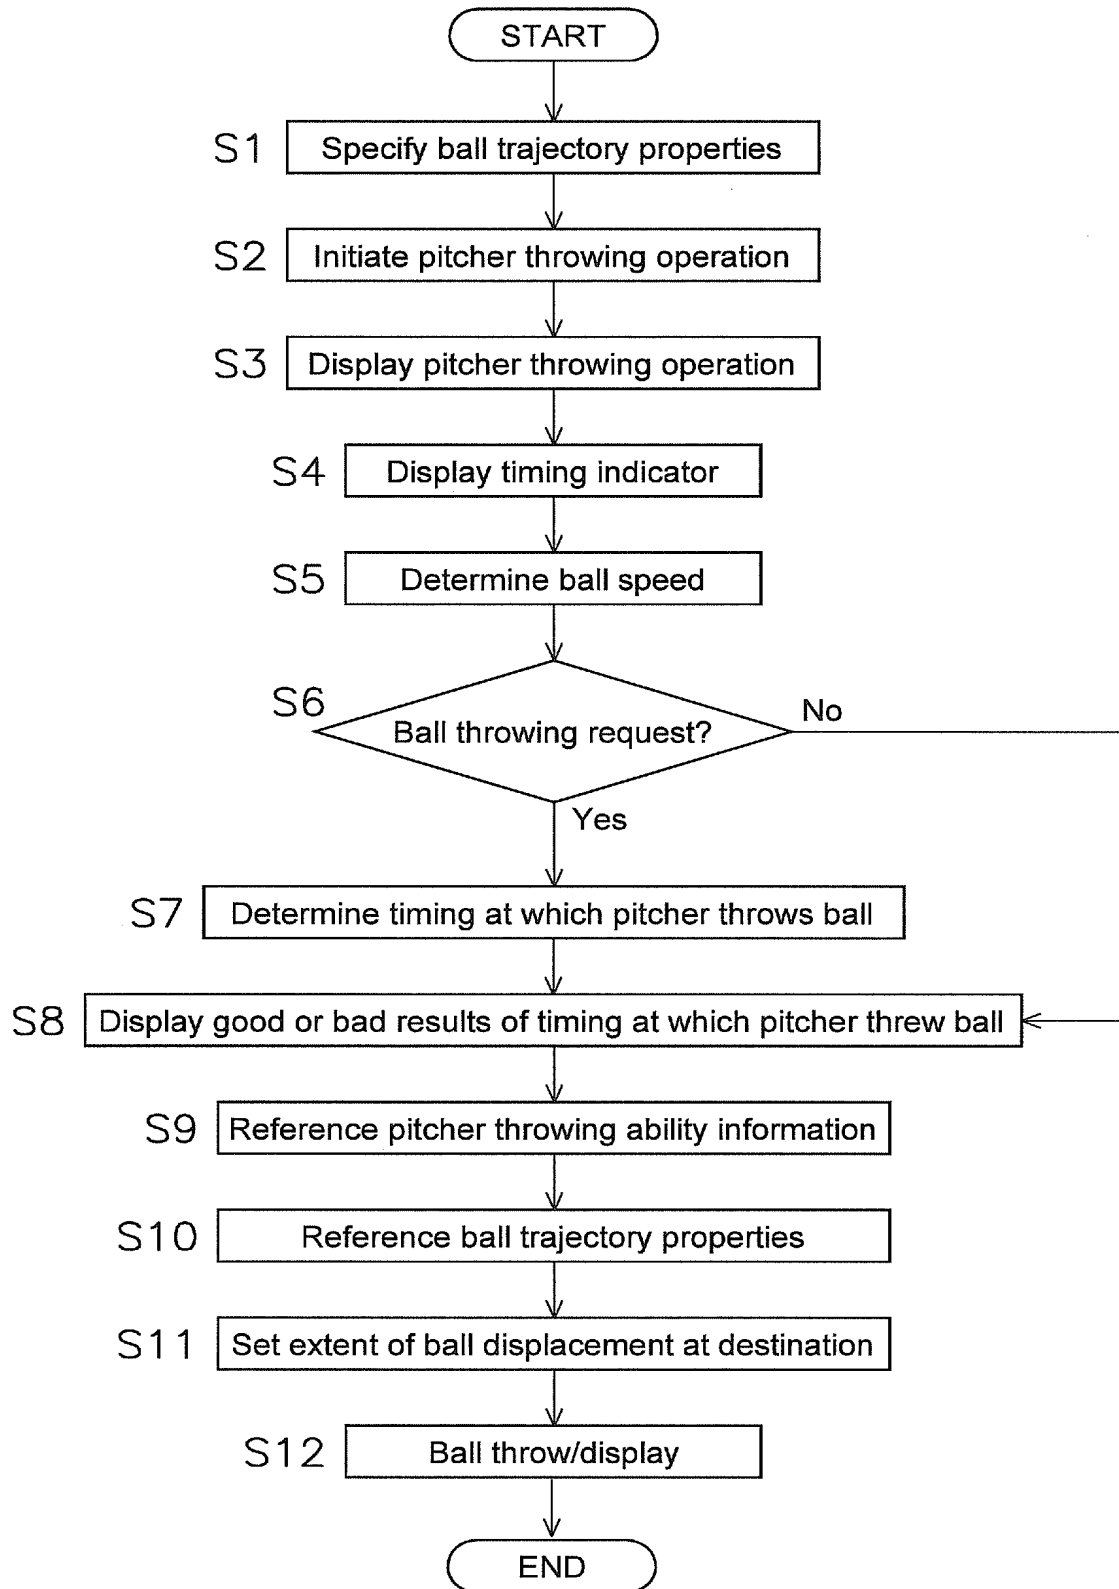 START
S1 Specify ball trajectory properties
S2 Initiate pitcher throwing operation
S3 Display pitcher throwing operation
S4 Display timing indicator
S5 Determine ball speed
S6 Ball throwing request?
No
Yes
S7 Determine timing at which pitcher throws ball
S8 Display good or bad results of timing at which pitcher threw ball
S9 Reference pitcher throwing ability information
S10 Reference ball trajectory properties
S11 Set extent of ball displacement at destination
S12 Ball throw/display
END